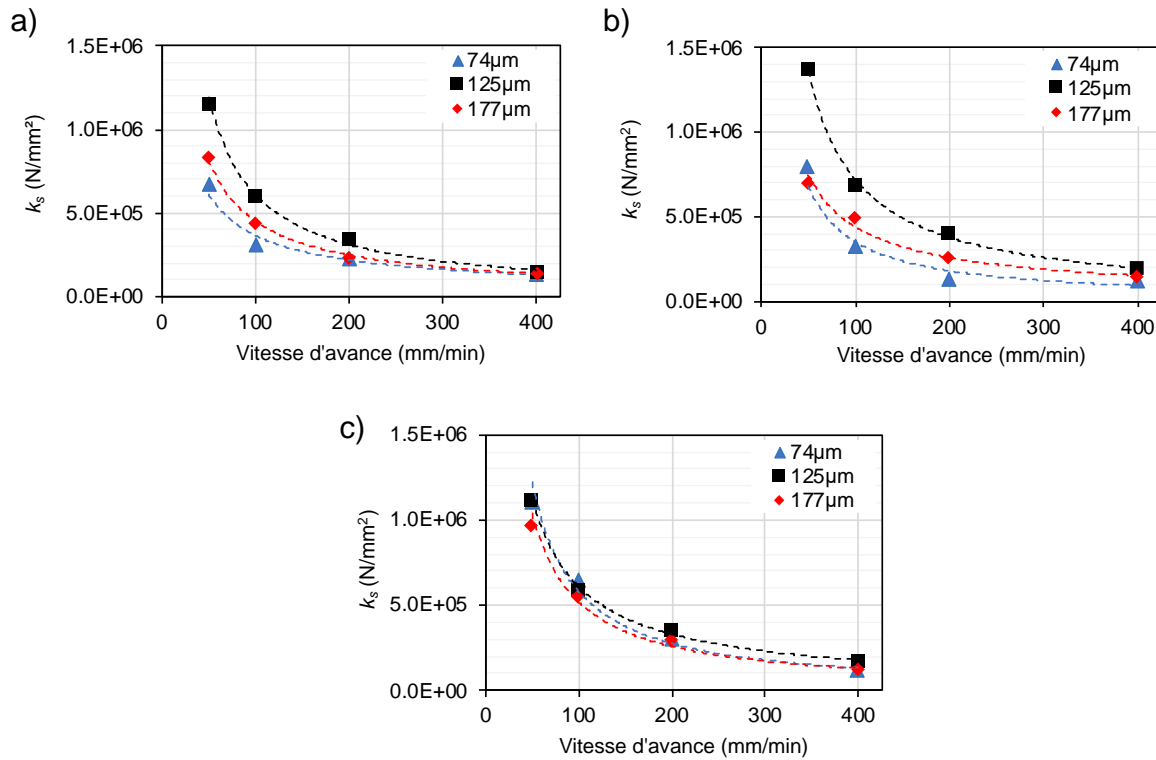 a)
1.5E+06
1.0E+06
5.0E+05
0.0E+00
k_s (N/mm²)
74µm
125µm
177µm
0 100 200 300 400
Vitesse d'avance (mm/min)
b)
1.5E+06
1.0E+06
5.0E+05
0.0E+00
k_s (N/mm²)
74µm
125µm
177µm
0 100 200 300 400
Vitesse d'avance (mm/min)
c)
1.5E+06
1.0E+06
5.0E+05
0.0E+00
k_s (N/mm²)
74µm
125µm
177µm
0 100 200 300 400
Vitesse d'avance (mm/min)